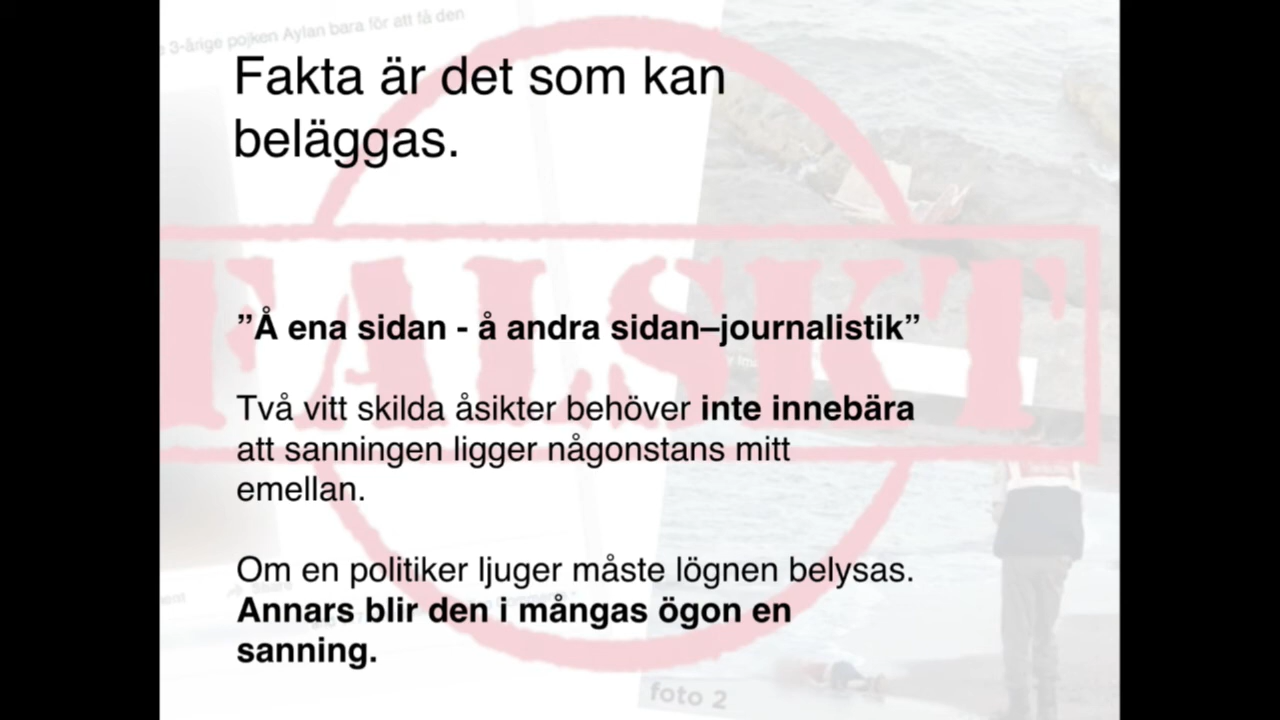 e 3-årige pojken Aylan bara för att få den
Fakta är det som kan
beläggas.
FALSKT
”Å ena sidan - å andra sidan–journalistik”
Två vitt skilda åsikter behöver inte innebära
att sanningen ligger någonstans mitt
emellan.
Om en politiker ljuger måste lögnen belysas.
Annars blir den i mångas ögon en
sanning.
foto 2